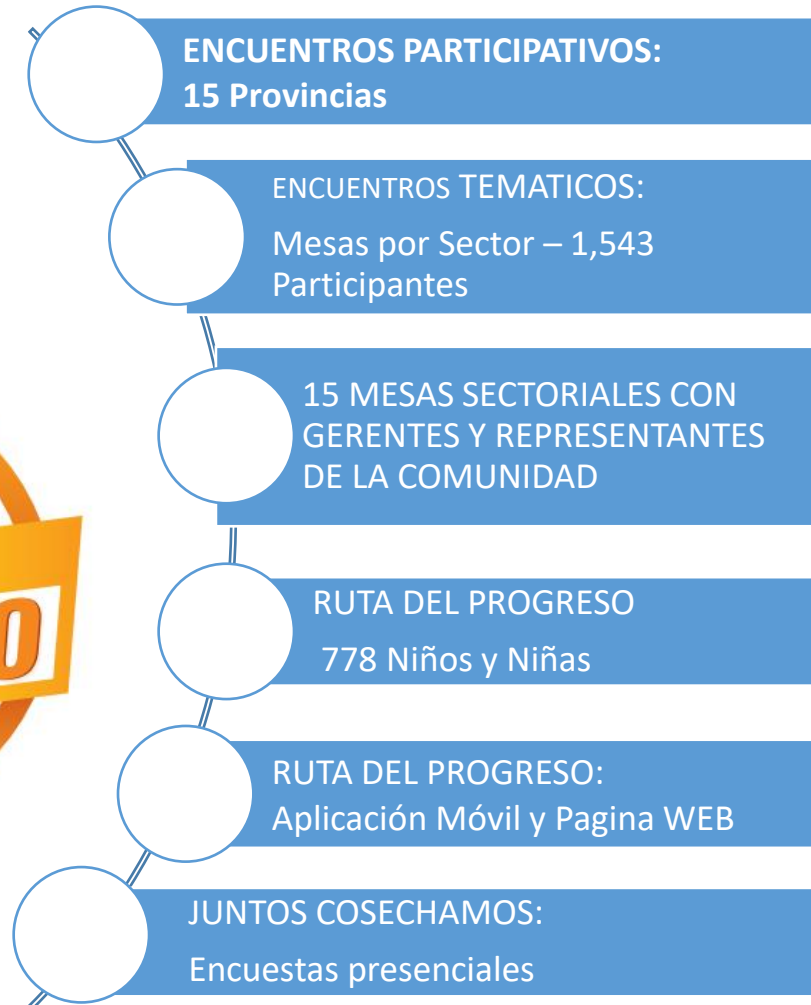 ENCUENTROS PARTICIPATIVOS:
15 Provincias
ENCUENTROS TEMATICOS:
Mesas por Sector – 1,543
Participantes
15 MESAS SECTORIALES CON
GERENTES Y REPRESENTANTES
DE LA COMUNIDAD
RUTA DEL PROGRESO
778 Niños y Niñas
RUTA DEL PROGRESO:
Aplicación Móvil y Pagina WEB
JUNTOS COSECHAMOS:
Encuestas presenciales